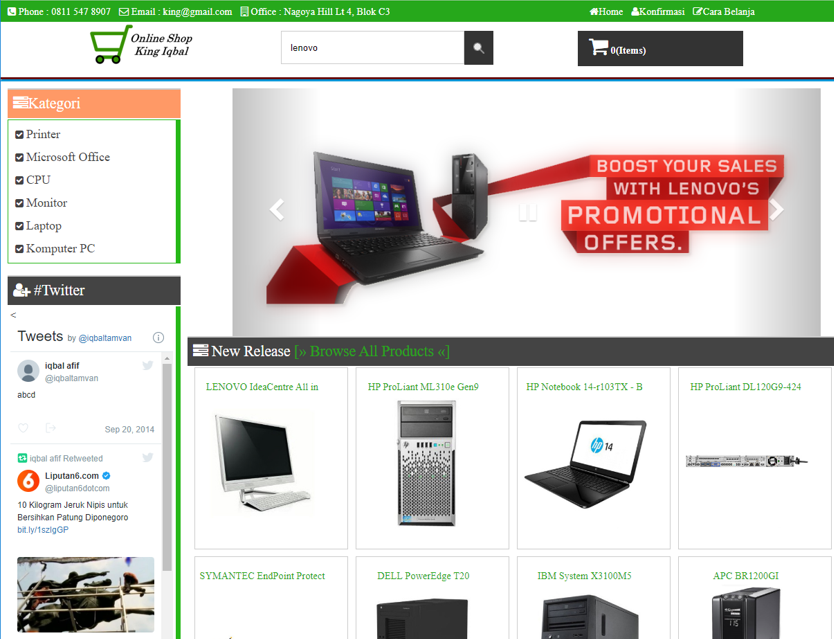 Phone : 0811 547 8907 Email : king@gmail.com Office : Nagoya Hill Lt 4, Blok C3 Home Konfirmasi Cara Belanja
Online Shop
King Iqbal
lenovo
0(Items)
Kategori
Printer
Microsoft Office
CPU
Monitor
Laptop
Komputer PC
BOOST YOUR SALES
WITH LENOVO'S
PROMOTIONAL
OFFERS.
#Twitter
<
Tweets by @iqbaltamvan
iqbal afif
@iqbaltamvan
abcd
Sep 20, 2014
iqbal afif Retweeted
Liputan6.com
@liputan6dotcom
10 Kilogram Jeruk Nipis untuk
Bersihkan Patung Diponegoro
bit.ly/1szIgGP
New Release [» Browse All Products «]
LENOVO IdeaCentre All in
HP ProLiant ML310e Gen9
HP Notebook 14-r103TX - B
HP ProLiant DL120G9-424
hp 14
SYMANTEC EndPoint Protect
DELL PowerEdge T20
IBM System X3100M5
APC BR1200GI
115